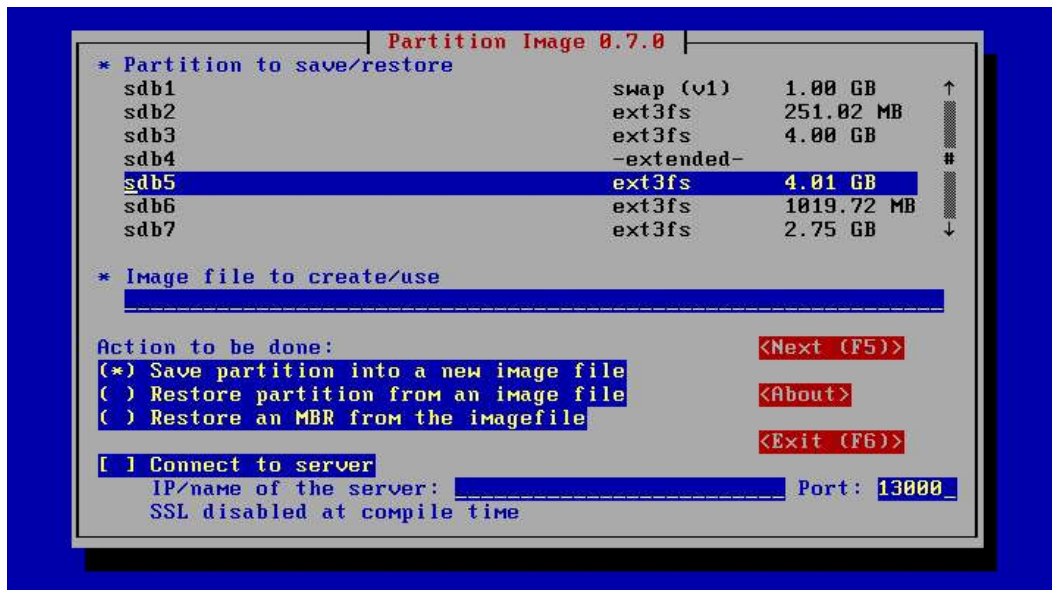 Partition Image 0.7.0
* Partition to save/restore
sdb1 swap (v1) 1.00 GB ↑
sdb2 ext3fs 251.02 MB
sdb3 ext3fs 4.00 GB
sdb4 -extended- #
sdb5 ext3fs 4.01 GB
sdb6 ext3fs 1019.72 MB
sdb7 ext3fs 2.75 GB ↓
* Image file to create/use
Action to be done: <Next (F5)>
(*) Save partition into a new image file
( ) Restore partition from an image file <About>
( ) Restore an MBR from the imagefile
<Exit (F6)>
[ ] Connect to server
IP/name of the server: Port: 13000_
SSL disabled at compile time